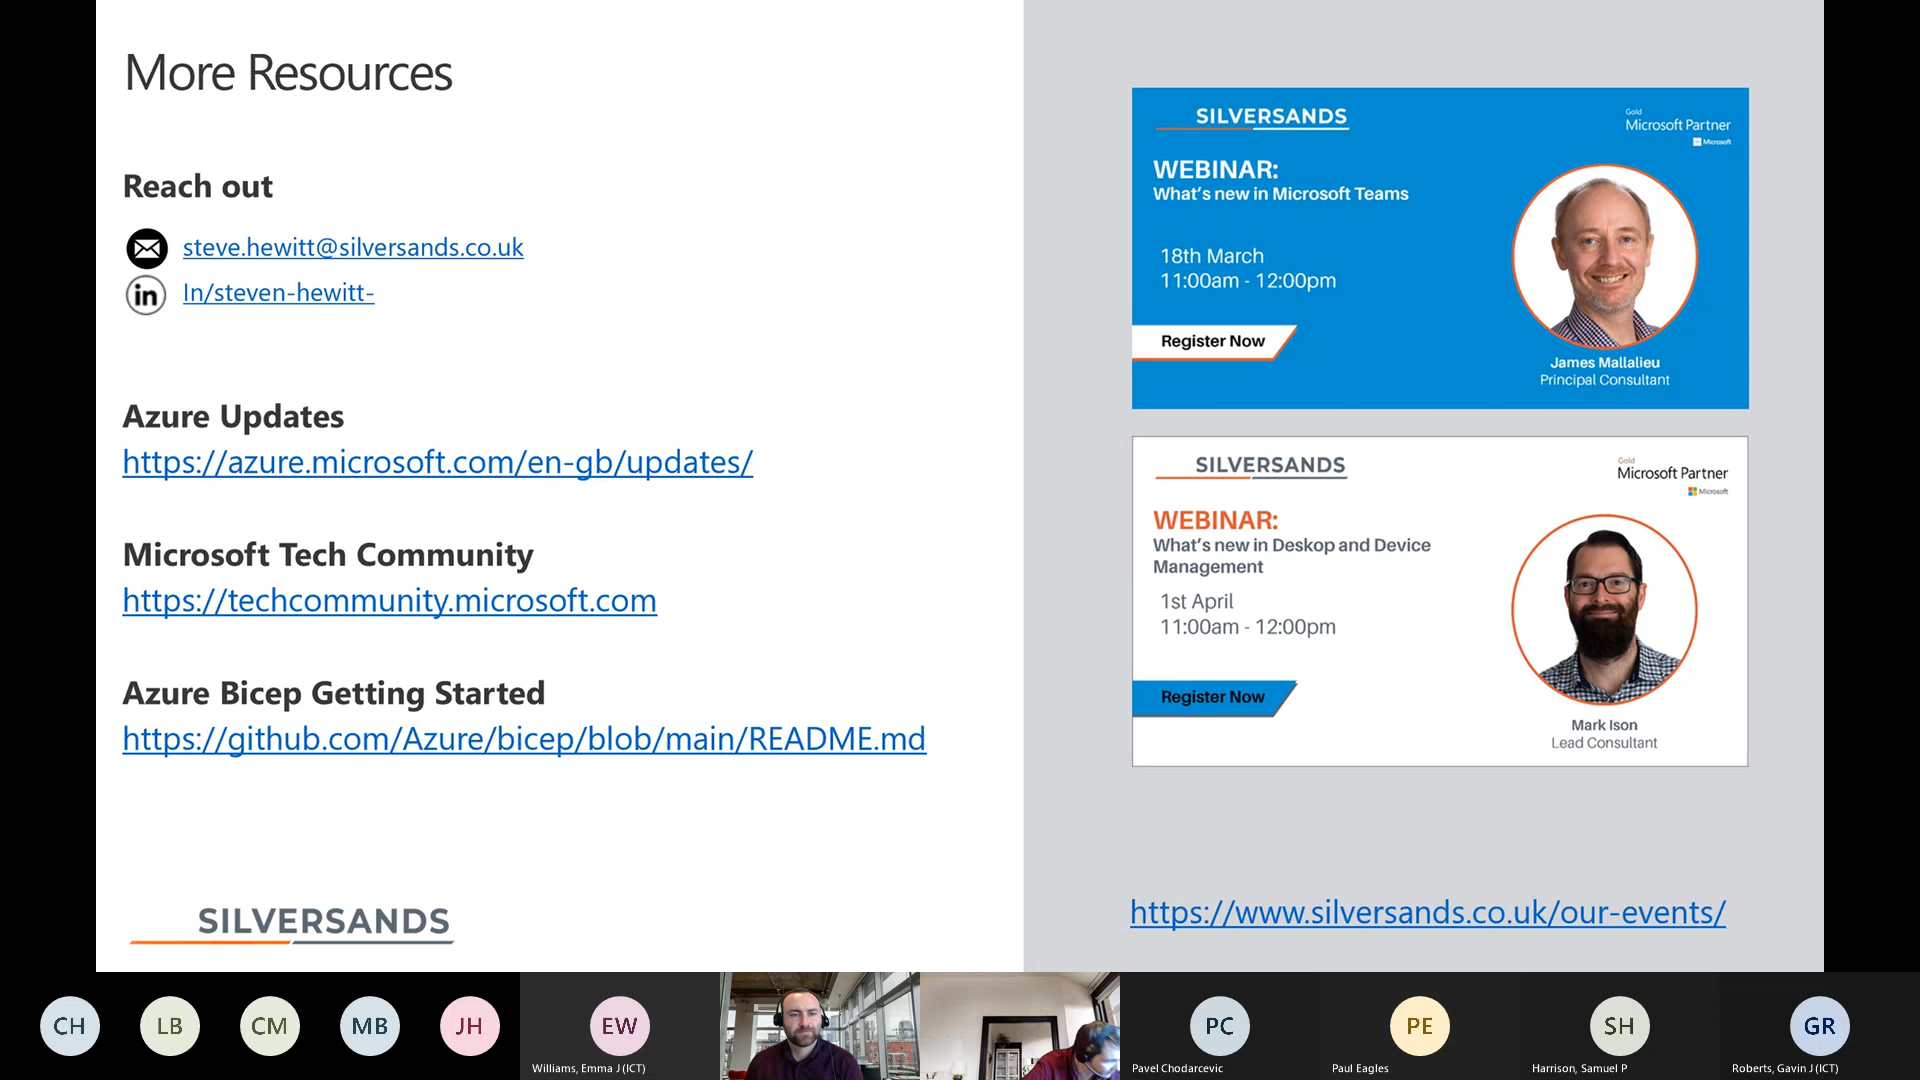 More Resources
Reach out
steve.hewitt@silversands.co.uk
in
In/steven-hewitt-
Azure Updates
https://azure.microsoft.com/en-gb/updates/
Microsoft Tech Community
https://techcommunity.microsoft.com
Azure Bicep Getting Started
https://github.com/Azure/bicep/blob/main/README.md
SILVERSANDS
SILVERSANDS
Gold
Microsoft Partner
Microsoft
WEBINAR:
What's new in Microsoft Teams
18th March
11:00am - 12:00pm
Register Now
James Mallalieu
Principal Consultant
SILVERSANDS
Gold
Microsoft Partner
Microsoft
WEBINAR:
What's new in Deskop and Device
Management
1st April
11:00am - 12:00pm
Register Now
Mark Ison
Lead Consultant
https://www.silversands.co.uk/our-events/
CH LB CM MB JH EW PC PE SH GR
Williams, Emma J (ICT) Pavel Chodarcevic Paul Eagles Harrison, Samuel P Roberts, Gavin J (ICT)